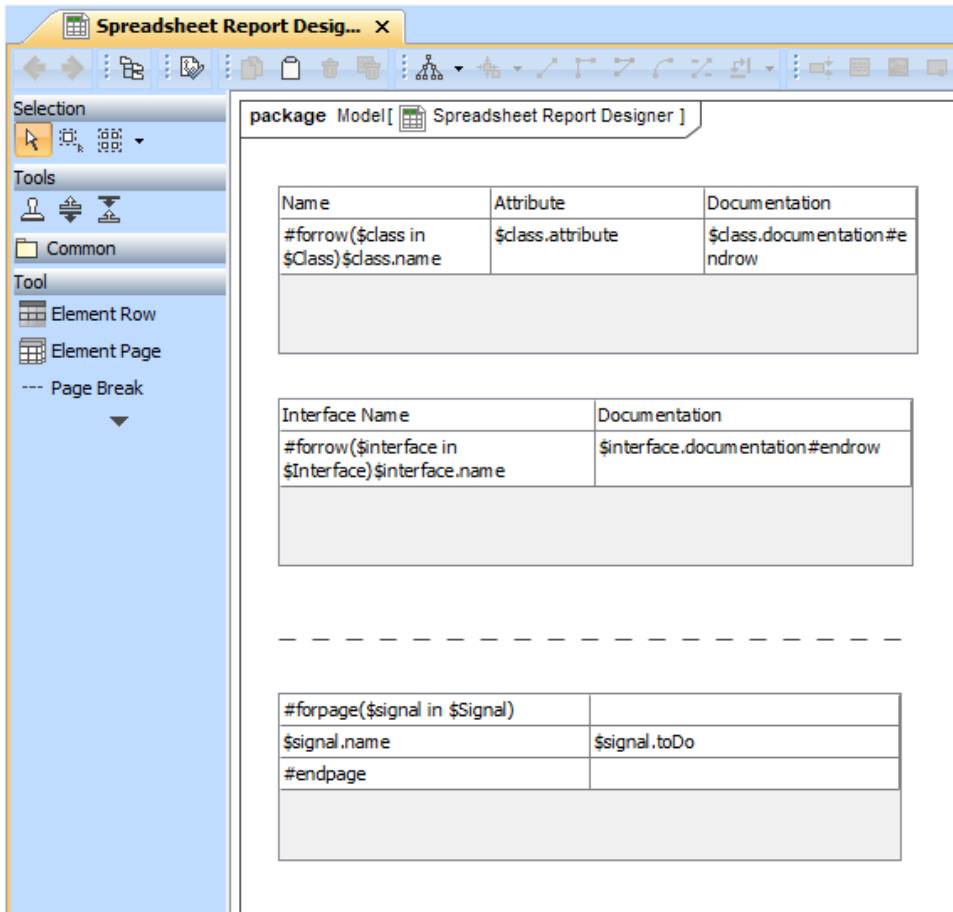 Spreadsheet Report Desig... X
Selection
Tools
Common
Tool
Element Row
Element Page
Page Break
package Model[ Spreadsheet Report Designer ]
Name Attribute Documentation
#forrow($class in $class.attribute $class.documentation#e
$Class)$class.name ndrow
Interface Name Documentation
#forrow($interface in $interface.documentation#endrow
$Interface)$interface.name
#forpage($signal in $Signal)
$signal.name $signal.toDo
#endpage